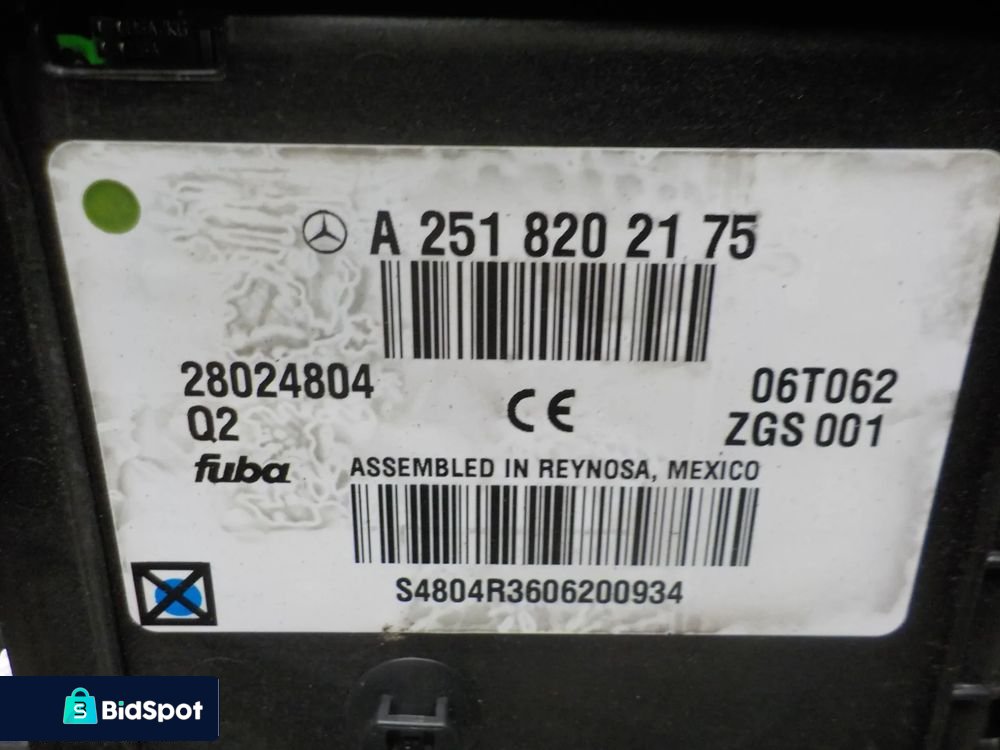 A 251 820 21 75
28024804
06T062
Q2
ZGS 001
CE
fuba
ASSEMBLED IN REYNOSA, MEXICO
S4804R3606200934
BidSpot